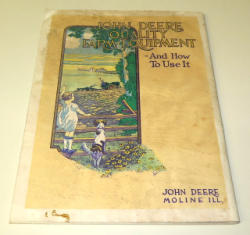 JOHN DEERE
QUALITY
FARM EQUIPMENT
-And How
To Use It
JOHN DEERE
MOLINE ILL.